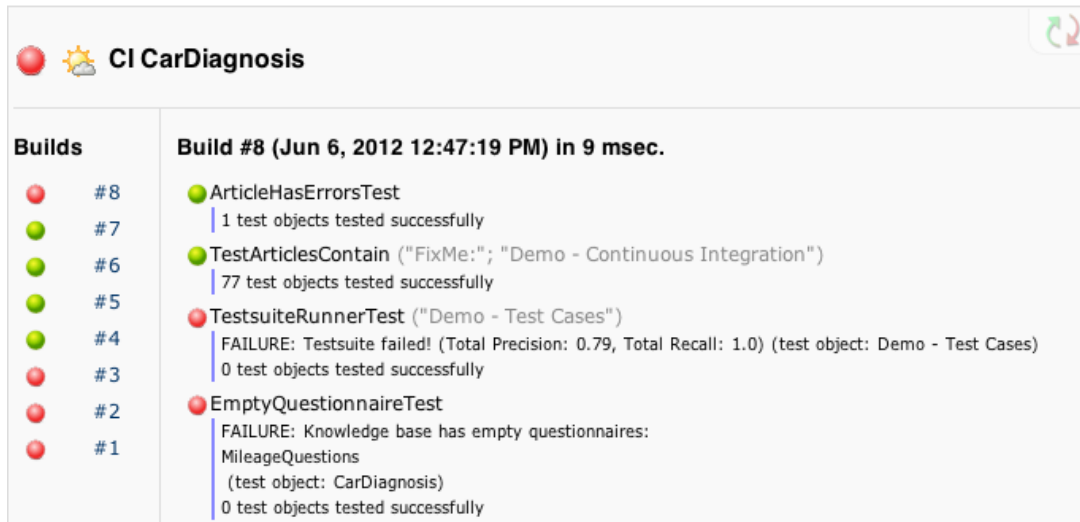 CI CarDiagnosis
Builds
#8
#7
#6
#5
#4
#3
#2
#1
Build #8 (Jun 6, 2012 12:47:19 PM) in 9 msec.
ArticleHasErrorsTest
1 test objects tested successfully
TestArticlesContain ("FixMe:"; "Demo - Continuous Integration")
77 test objects tested successfully
TestsuiteRunnerTest ("Demo - Test Cases")
FAILURE: Testsuite failed! (Total Precision: 0.79, Total Recall: 1.0) (test object: Demo - Test Cases)
0 test objects tested successfully
EmptyQuestionnaireTest
FAILURE: Knowledge base has empty questionnaires:
MileageQuestions
(test object: CarDiagnosis)
0 test objects tested successfully